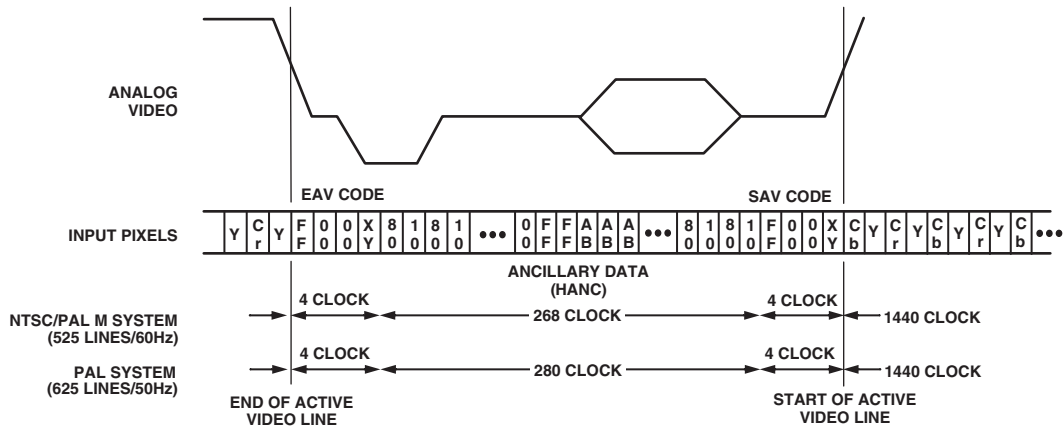 ANALOG
VIDEO
EAV CODE
SAV CODE
INPUT PIXELS
Y Cr Y FF 00 00 XY 80 10 80 10 ••• 00 FF FF AB AB AB ••• 80 10 80 10 FF 00 00 XY Cb Y Cr Y Cb Y Cr Y Cb •••
ANCILLARY DATA
(HANC)
NTSC/PAL M SYSTEM
(525 LINES/60Hz)
4 CLOCK
268 CLOCK
4 CLOCK
1440 CLOCK
PAL SYSTEM
(625 LINES/50Hz)
4 CLOCK
280 CLOCK
4 CLOCK
1440 CLOCK
END OF ACTIVE
VIDEO LINE
START OF ACTIVE
VIDEO LINE